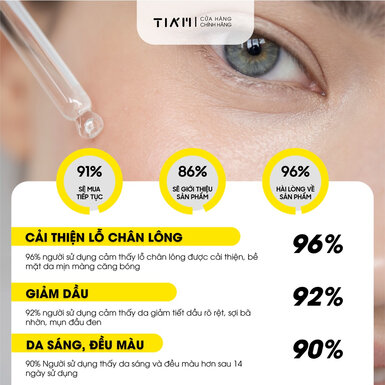 TIA'M
CỬA HÀNG
CHÍNH HÃNG
91%
SẼ MUA
TIẾP TỤC
86%
SẼ GIỚI THIỆU
SẢN PHẨM
96%
HÀI LÒNG VỀ
SẢN PHẨM
CẢI THIỆN LỖ CHÂN LÔNG
96% người sử dụng cảm thấy lỗ chân lông được cải thiện, bề
mặt da mịn màng căng bóng
96%
GIẢM DẦU
92% người sử dụng cảm thấy da giảm tiết dầu rõ rệt, sợi bã
nhờn, mụn đầu đen
92%
DA SÁNG, ĐỀU MÀU
90% Người sử dụng thấy da sáng và đều màu hơn sau 14
ngày sử dụng
90%